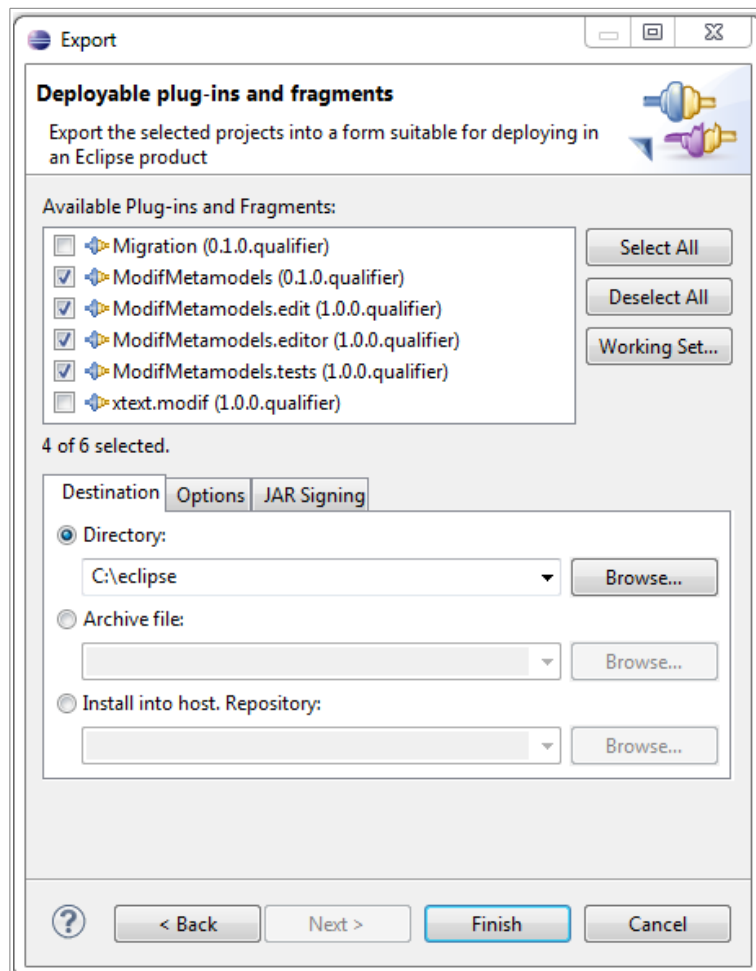 Export
Deployable plug-ins and fragments
Export the selected projects into a form suitable for deploying in
an Eclipse product
Available Plug-ins and Fragments:
Migration (0.1.0.qualifier)
Select All
ModifMetamodels (0.1.0.qualifier)
ModifMetamodels.edit (1.0.0.qualifier)
Deselect All
ModifMetamodels.editor (1.0.0.qualifier)
Working Set...
ModifMetamodels.tests (1.0.0.qualifier)
xtext.modif (1.0.0.qualifier)
4 of 6 selected.
Destination Options JAR Signing
Directory:
C:\eclipse Browse...
Archive file:
Browse...
Install into host. Repository:
Browse...
? < Back Next > Finish Cancel